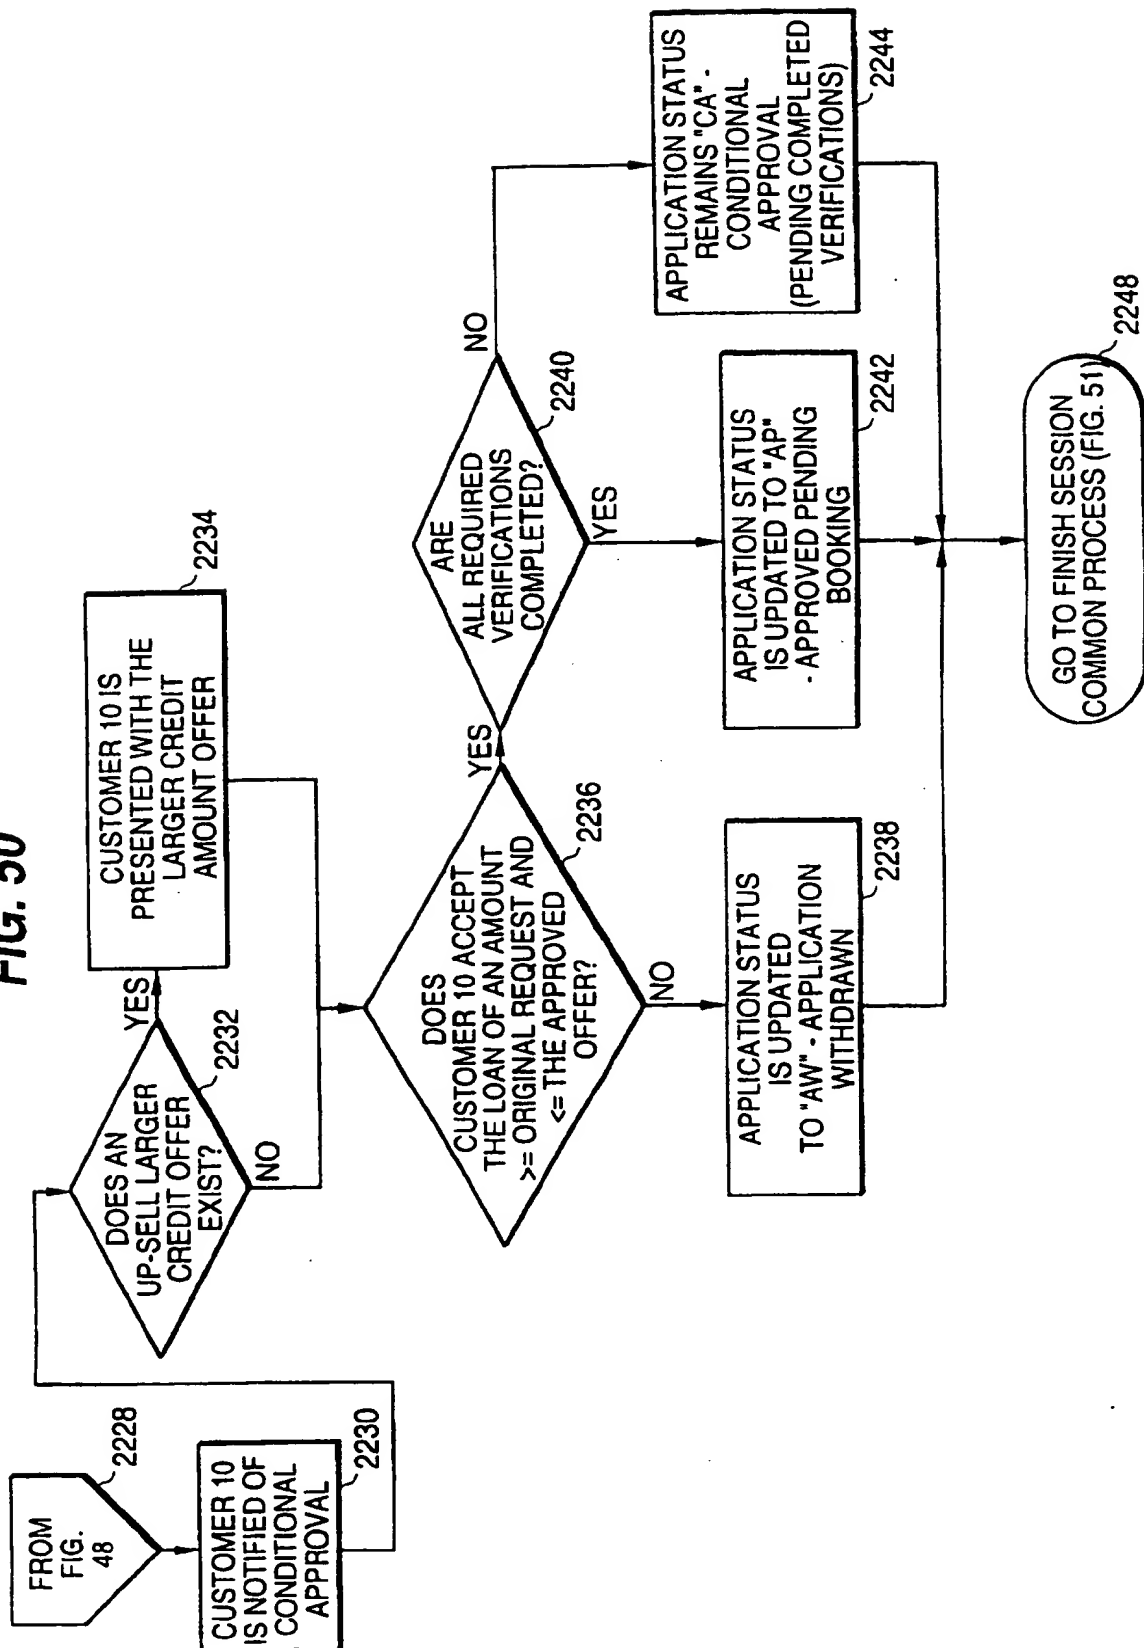 FIG. 50
FROM
FIG.
48
2228
CUSTOMER 10
IS NOTIFIED OF
CONDITIONAL
APPROVAL
2230
DOES AN
UP-SELL LARGER
CREDIT OFFER
EXIST?
2232
YES
NO
CUSTOMER 10 IS
PRESENTED WITH THE
LARGER CREDIT
AMOUNT OFFER
2234
DOES
CUSTOMER 10 ACCEPT
THE LOAN OF AN AMOUNT
>= ORIGINAL REQUEST AND
<= THE APPROVED
OFFER?
2236
YES
NO
APPLICATION STATUS
IS UPDATED
TO "AW" - APPLICATION
WITHDRAWN
2238
ARE
ALL REQUIRED
VERIFICATIONS
COMPLETED?
2240
NO
YES
APPLICATION STATUS
IS UPDATED TO "AP"
- APPROVED PENDING
BOOKING
2242
APPLICATION STATUS
REMAINS "CA" -
CONDITIONAL
APPROVAL
(PENDING COMPLETED
VERIFICATIONS)
2244
GO TO FINISH SESSION
COMMON PROCESS (FIG. 51)
2248